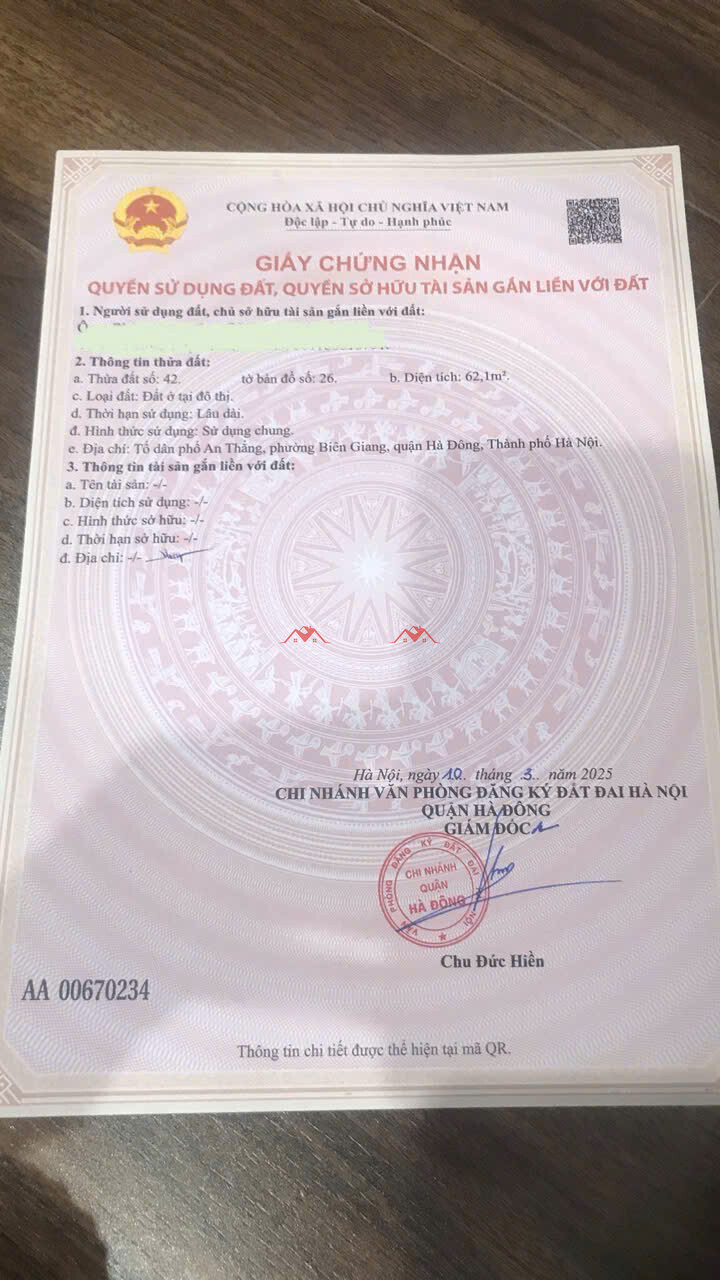 CỘNG HÒA XÃ HỘI CHỦ NGHĨA VIỆT NAM
Độc lập - Tự do - Hạnh phúc
GIẤY CHỨNG NHẬN
QUYỀN SỬ DỤNG ĐẤT, QUYỀN SỞ HỮU TÀI SẢN GẮN LIỀN VỚI ĐẤT
1. Người sử dụng đất, chủ sở hữu tài sản gắn liền với đất:
2. Thông tin thửa đất:
a. Thửa đất số: 42. tờ bản đồ số: 26. b. Diện tích: 62,1m².
c. Loại đất: Đất ở tại đô thị.
d. Thời hạn sử dụng: Lâu dài.
đ. Hình thức sử dụng: Sử dụng chung.
e. Địa chỉ: Tổ dân phố An Thắng, phường Biên Giang, quận Hà Đông, Thành phố Hà Nội.
3. Thông tin tài sản gắn liền với đất:
a. Tên tài sản: -/-
b. Diện tích sử dụng: -/-
c. Hình thức sở hữu: -/-
d. Thời hạn sở hữu: -/-
đ. Địa chỉ: -/-
Hà Nội, ngày 10.. tháng .3.. năm 2025
CHI NHÁNH VĂN PHÒNG ĐĂNG KÝ ĐẤT ĐAI HÀ NỘI
QUẬN HÀ ĐÔNG
GIÁM ĐỐC
VĂN PHÒNG ĐĂNG KÝ ĐẤT ĐAI NỘI
CHI NHÁNH
QUẬN
HÀ ĐÔNG
Chu Đức Hiền
AA 00670234
Thông tin chi tiết được thể hiện tại mã QR.